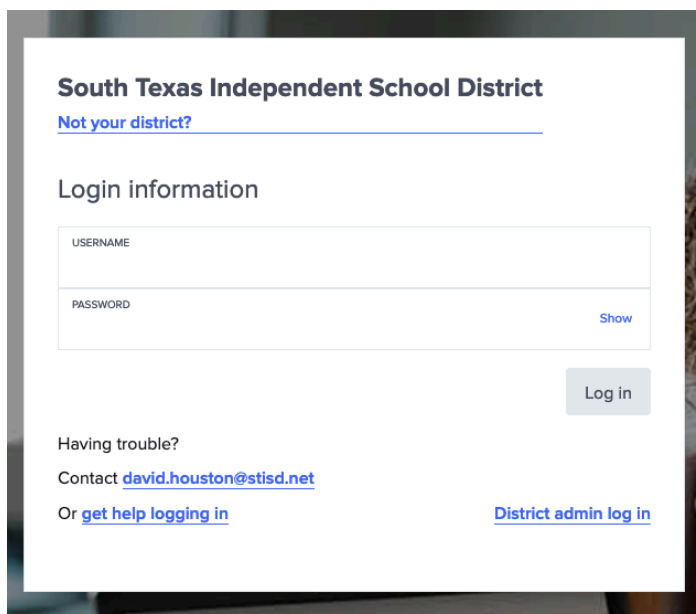 South Texas Independent School District
Not your district?
Login information
USERNAME
PASSWORD
Show
Log in
Having trouble?
Contact david.houston@stisd.net
Or get help logging in
District admin log in